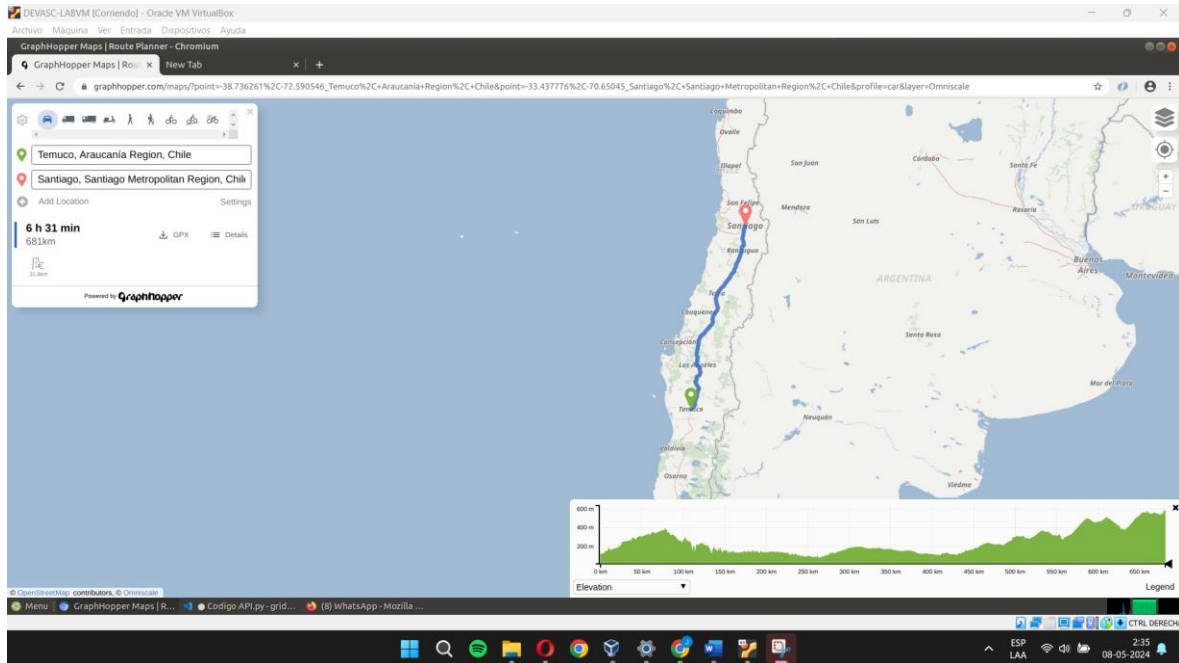 DEVASC-LABVM [Corriendo] - Oracle VM VirtualBox
Archivo Máquina Ver Entrada Dispositivos Ayuda
GraphHopper Maps | Route Planner - Chromium
GraphHopper Maps | Rou
New Tab
graphhopper.com/maps/?point=-38.736261%2C-72.590546_Temuco%2C+Araucanía+Region%2C+Chile&point=-33.437776%2C-70.65045_Santiago%2C+Santiago+Metropolitan+Region%2C+Chile&profile=car&layer=Omniscale
Temuco, Araucanía Region, Chile
Santiago, Santiago Metropolitan Region, Chil
Add Location Settings
6 h 31 min
681km
GPX Details
Powered by GraphHopper
Coquimbo
Ovalle
Illapel
San Juan
Córdoba
Santa Fe
San Felipe
Mendoza
Rosario
URUGUAY
Santiago
San Luis
Rancagua
Buenos
Aires
Montevideo
ARGENTINA
Talca
Cauquenes
Santa Rosa
Concepción
Los Angeles
Mar del Plata
Temuco
Neuquén
Valdivia
Osorno
Viedma
600 m
400 m
200 m
0 km 50 km 100 km 150 km 200 km 250 km 300 km 350 km 400 km 450 km 500 km 550 km 600 km 650 km
Elevation
Legend
© OpenStreetMap contributors, © Omniscale
Menu GraphHopper Maps | R... Codigo API.py - grid... (8) WhatsApp - Mozilla ...
CTRL DERECHA
ESP
LAA
2:35
08-05-2024